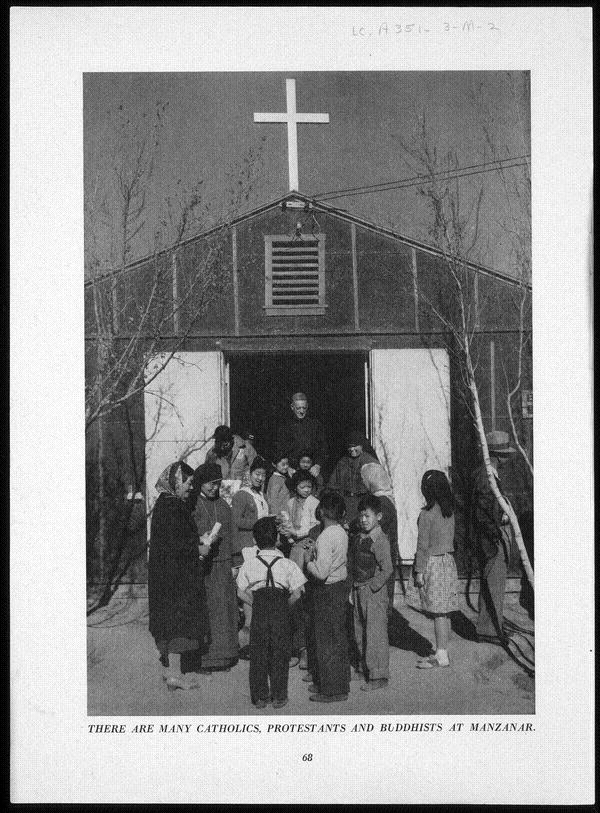 LC. A351- 3-M-2
THERE ARE MANY CATHOLICS, PROTESTANTS AND BUDDHISTS AT MANZANAR.
68